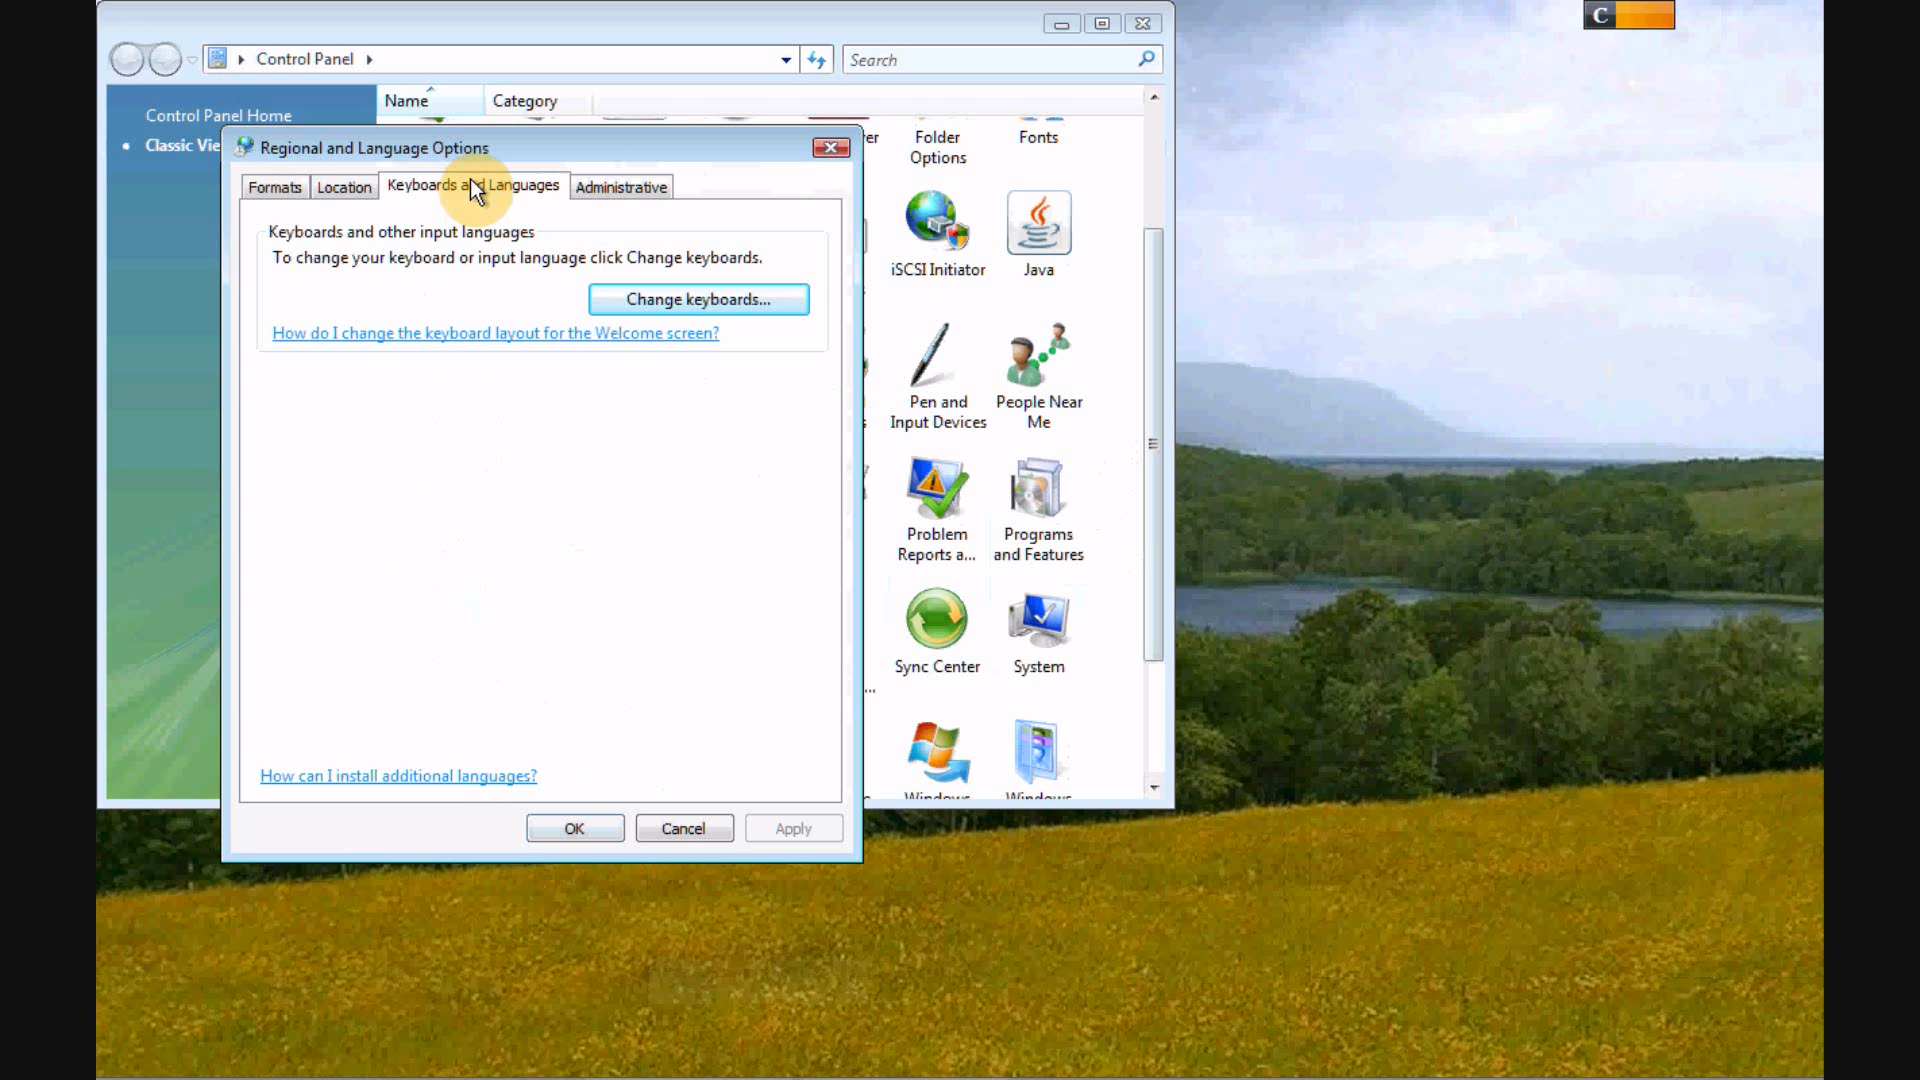 C
Control Panel
Search
Name
Category
Control Panel Home
Classic Vie
er
Folder
Options
Fonts
Regional and Language Options
Formats
Location
Keyboards and Languages
Administrative
Keyboards and other input languages
To change your keyboard or input language click Change keyboards.
Change keyboards...
How do I change the keyboard layout for the Welcome screen?
How can I install additional languages?
OK
Cancel
Apply
iSCSI Initiator
Java
Pen and
Input Devices
People Near
Me
Problem
Reports a...
Programs
and Features
Sync Center
System
...
Windows
Windows